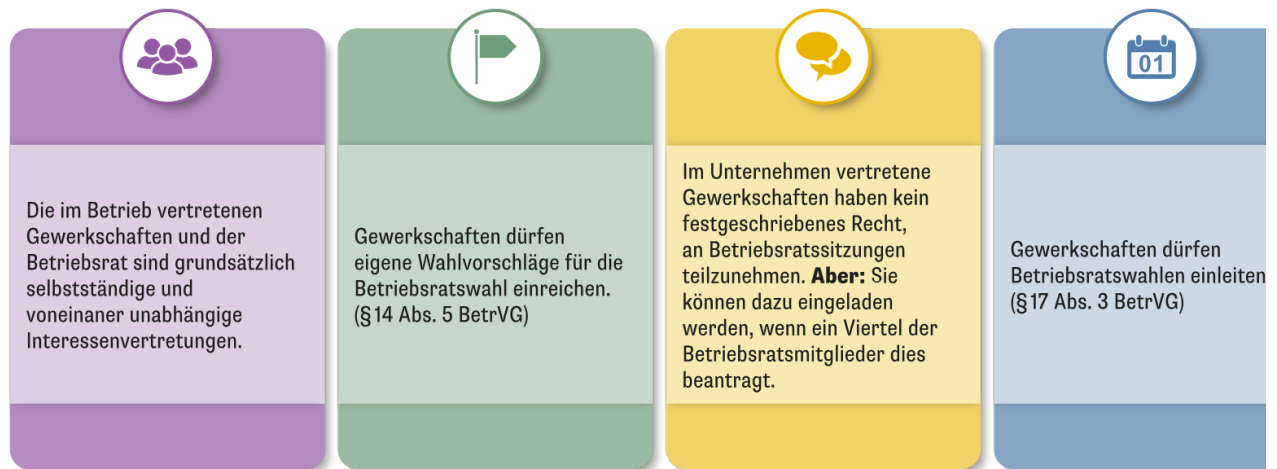 Die im Betrieb vertretenen
Gewerkschaften und der
Betriebsrat sind grundsätzlich
selbstständige und
voneinaner unabhängige
Interessenvertretungen.
Gewerkschaften dürfen
eigene Wahlvorschläge für die
Betriebsratswahl einreichen.
(§ 14 Abs. 5 BetrVG)
Im Unternehmen vertretene
Gewerkschaften haben kein
festgeschriebenes Recht,
an Betriebsratssitzungen
teilzunehmen. Aber: Sie
können dazu eingeladen
werden, wenn ein Viertel der
Betriebsratsmitglieder dies
beantragt.
01
Gewerkschaften dürfen
Betriebsratswahlen einleiten
(§ 17 Abs. 3 BetrVG)